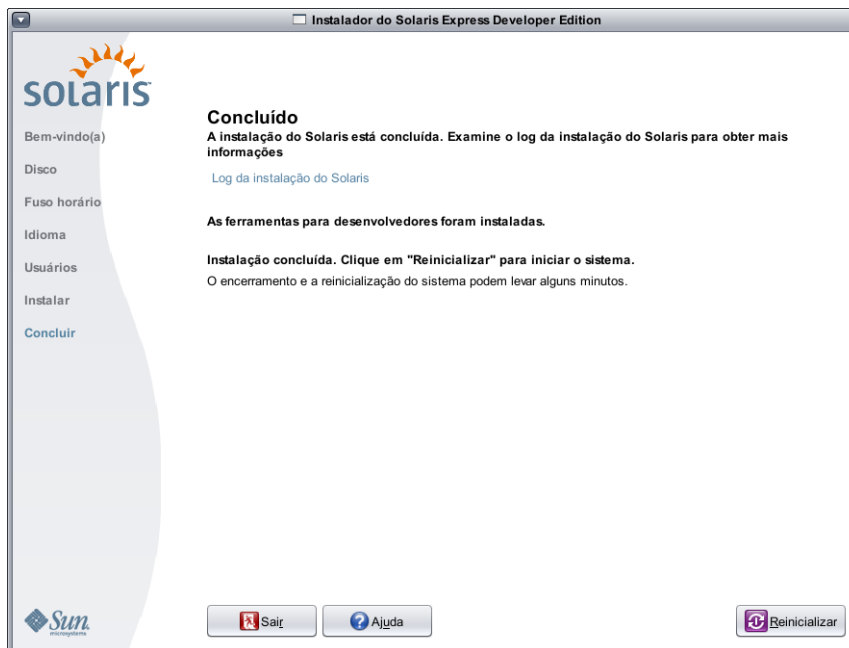 Instalador do Solaris Express Developer Edition
solaris
Bem-vindo(a)
Disco
Fuso horário
Idioma
Usuários
Instalar
Concluir
Concluído
A instalação do Solaris está concluída. Examine o log da instalação do Solaris para obter mais
informações
Log da instalação do Solaris
As ferramentas para desenvolvedores foram instaladas.
Instalação concluída. Clique em "Reinicializar" para iniciar o sistema.
O encerramento e a reinicialização do sistema podem levar alguns minutos.
Sun
microsystems
Sair
Ajuda
Reinicializar